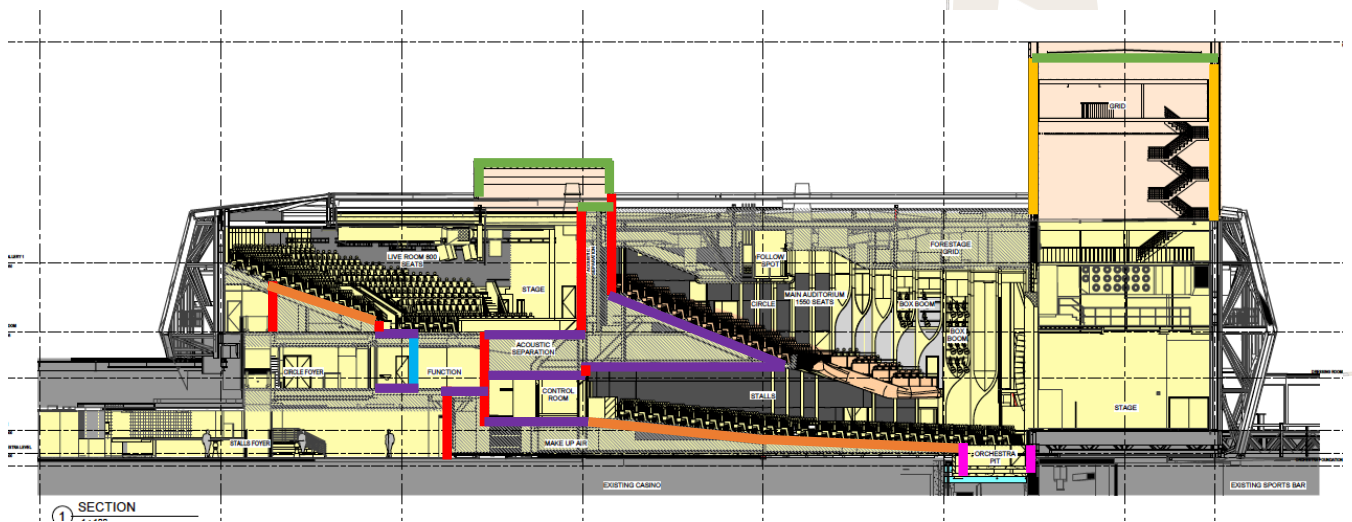 GRID
LIVE ROOM 600
SEATS
FOLLOW
SPOT
FORESTAGE
GRID
STAGE
CIRCLE
MAIN AUDITORIUM
1550 SEATS
BOX BOOM
BOX
BOOM
ACOUSTIC
SEPARATION
CIRCLE FOYER
FUNCTION
CONTROL
ROOM
STALLS
STAGE
STALLS FOYER
MAKE UP AIR
ORCHESTRA
PIT
EXISTING CASINO
EXISTING SPORTS BAR
1
SECTION